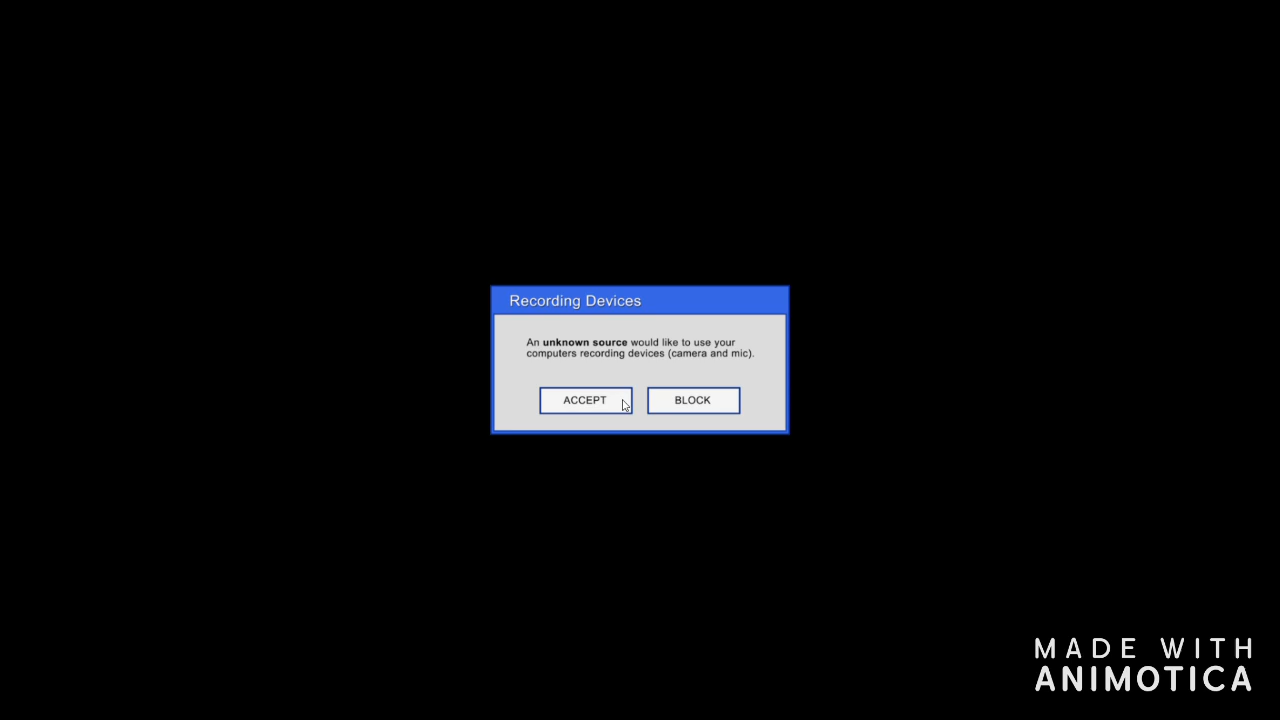 Recording Devices
An unknown source would like to use your
computers recording devices (camera and mic).
ACCEPT BLOCK
MADE WITH
ANIMOTICA